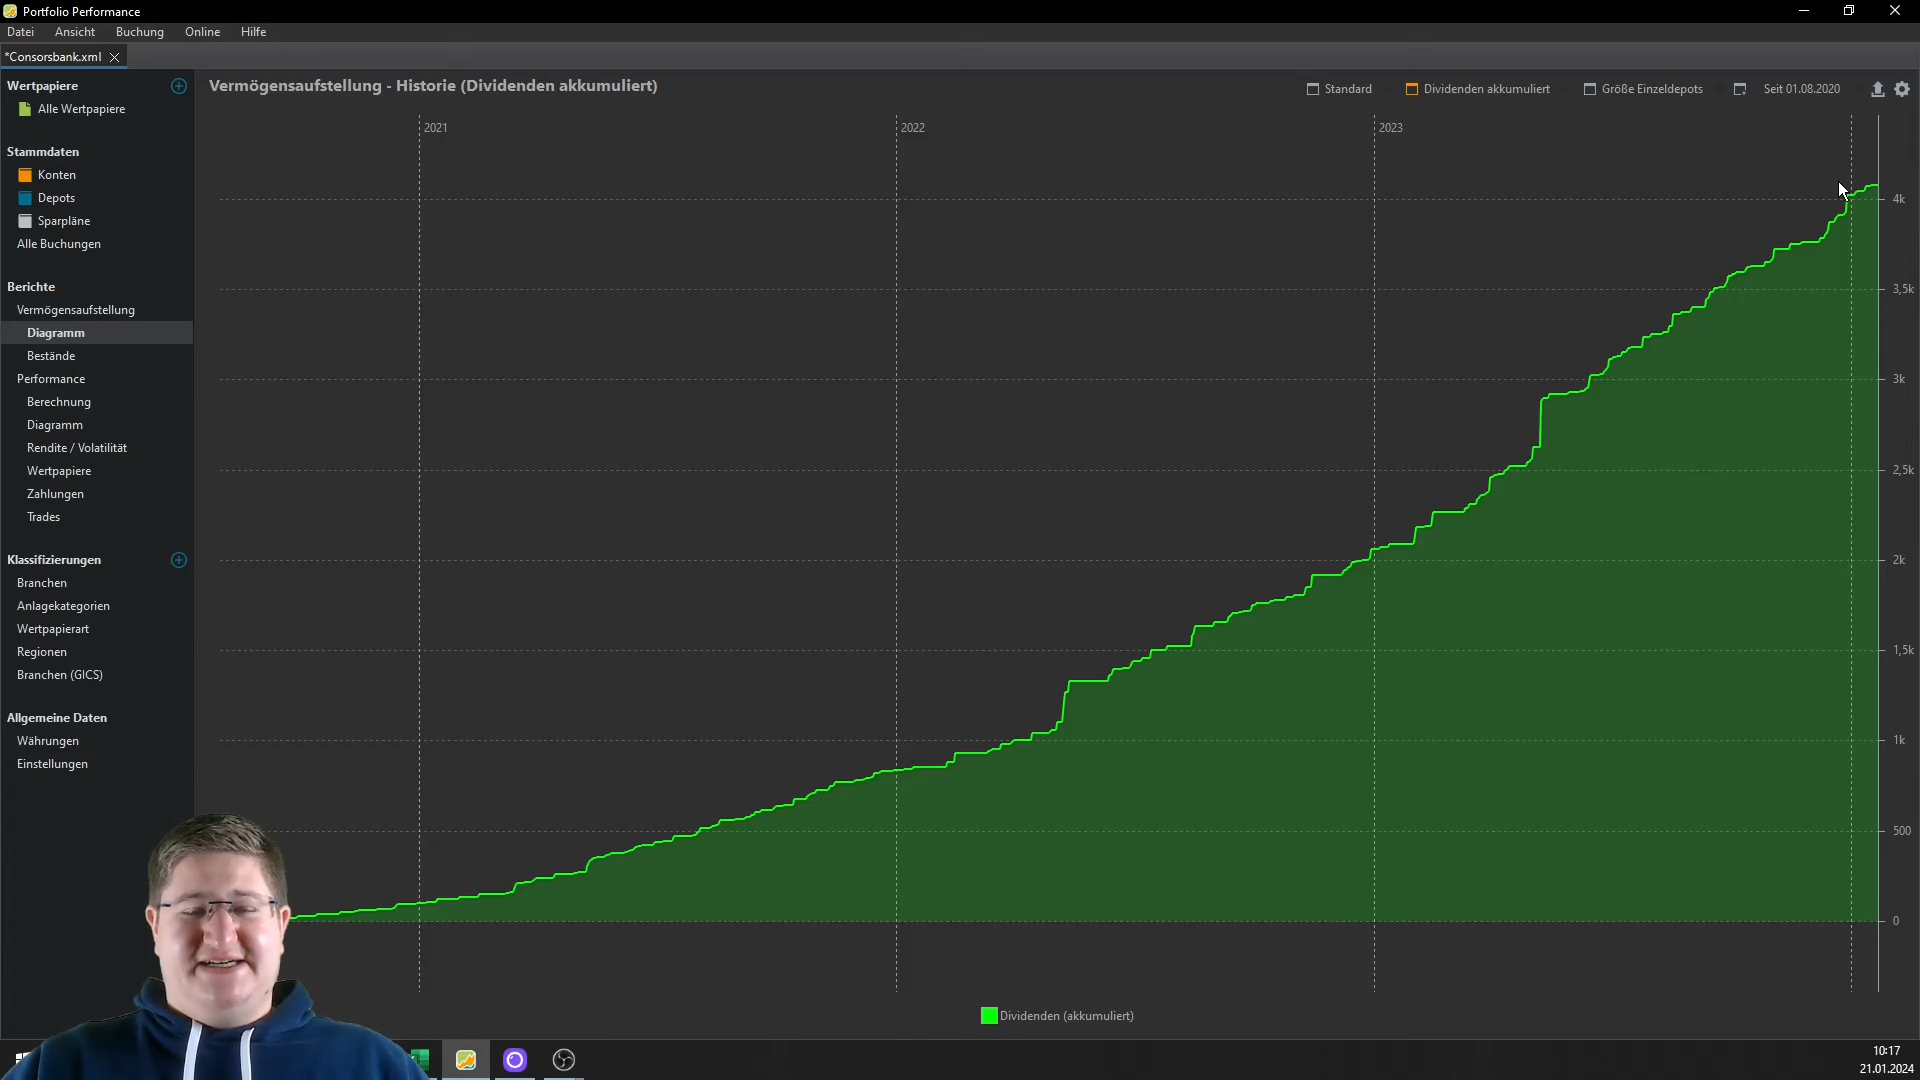 Portfolio Performance
Datei Ansicht Buchung Online Hilfe
*Consorsbank.xml
Wertpapiere
Alle Wertpapiere
Stammdaten
Konten
Depots
Sparpläne
Alle Buchungen
Berichte
Vermögensaufstellung
Diagramm
Bestände
Performance
Berechnung
Diagramm
Rendite / Volatilität
Wertpapiere
Zahlungen
Trades
Klassifizierungen
Branchen
Anlagekategorien
Wertpapierart
Regionen
Branchen (GICS)
Allgemeine Daten
Währungen
Einstellungen
Vermögensaufstellung - Historie (Dividenden akkumuliert)
Standard Dividenden akkumuliert Größe Einzeldepots Seit 01.08.2020
2021 2022 2023
4k
3,5k
3k
2,5k
2k
1,5k
1k
500
0
Dividenden (akkumuliert)
10:17
21.01.2024